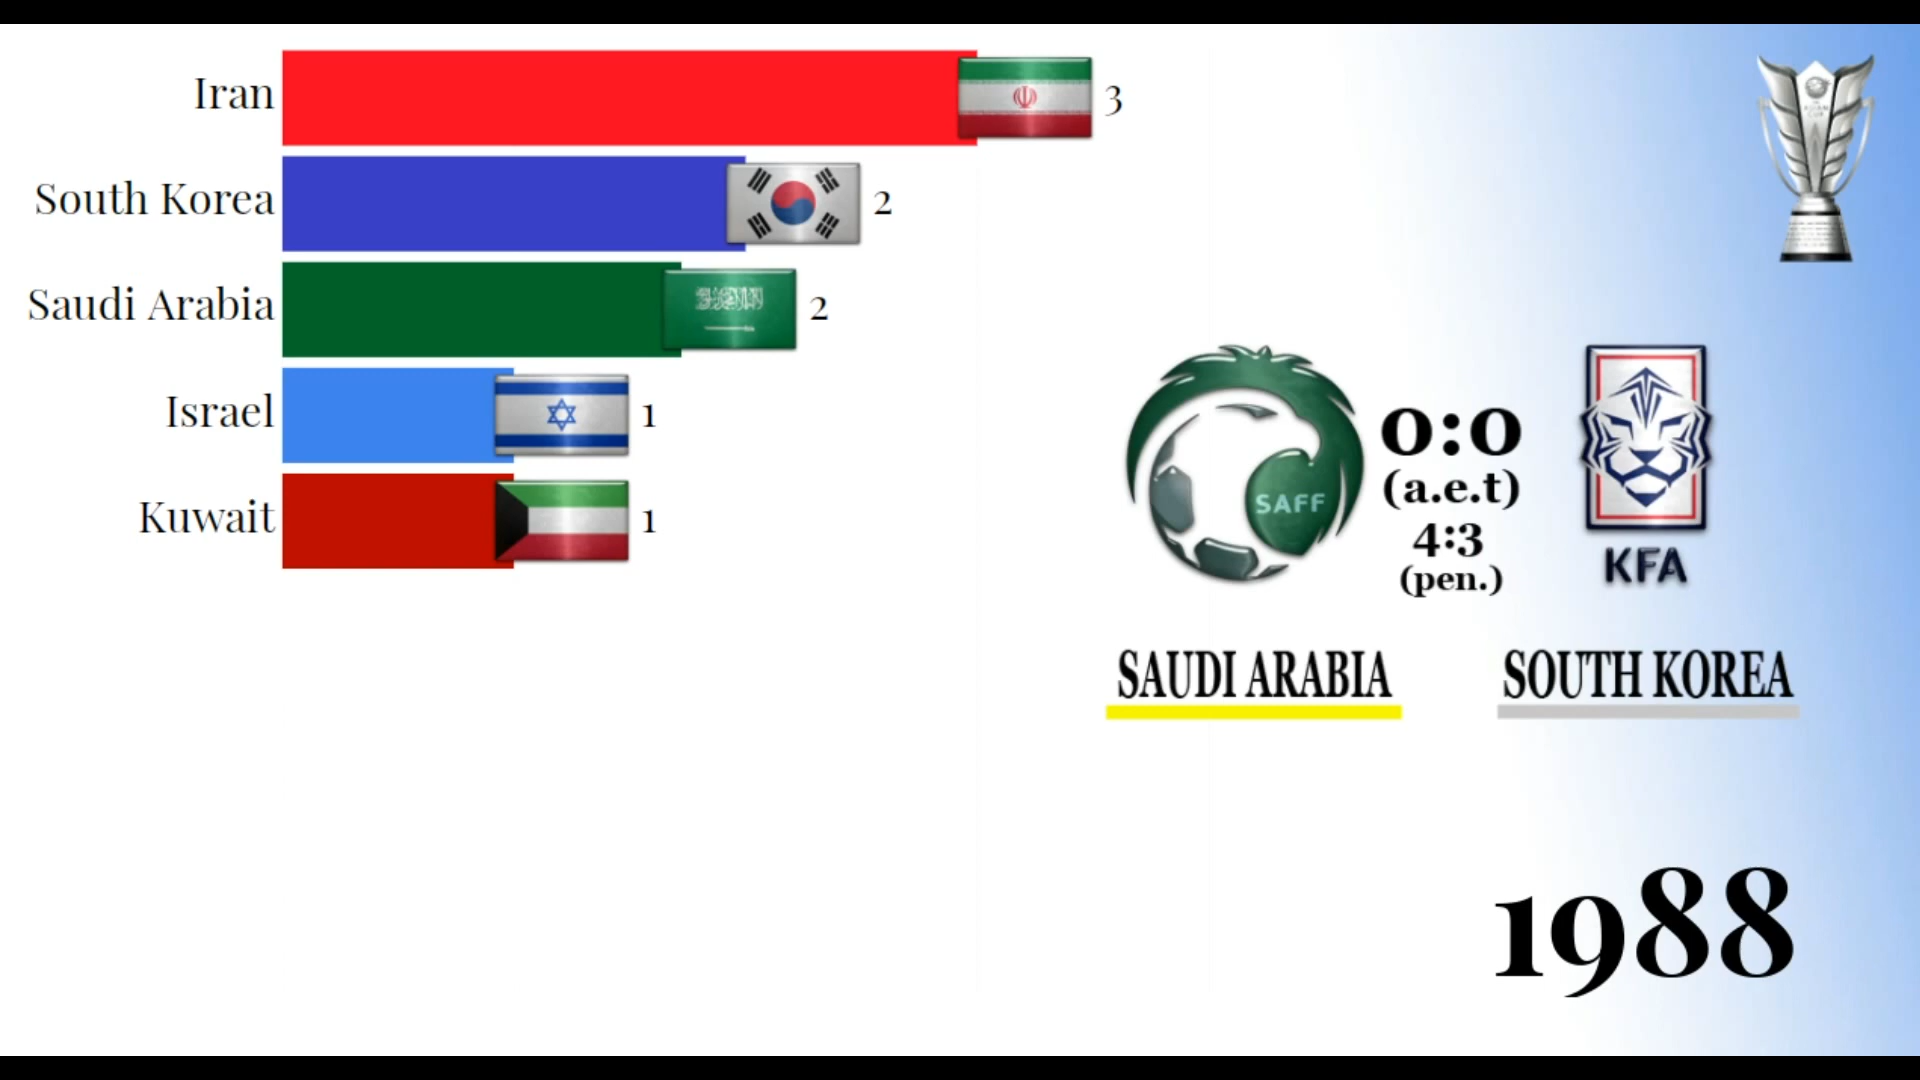 Iran 3
South Korea 2
Saudi Arabia 2
Israel 1
Kuwait 1
SAFF
0:0
(a.e.t)
4:3
(pen.)
KFA
SAUDI ARABIA
SOUTH KOREA
1988